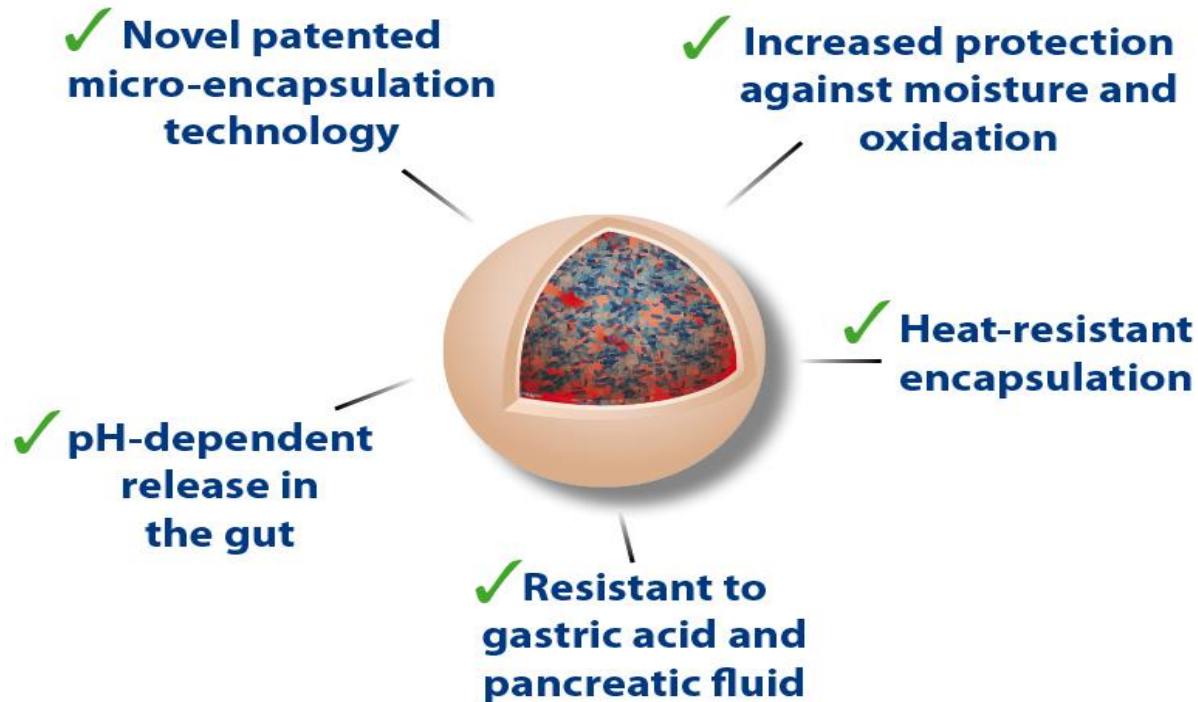 ✓ Novel patented
micro-encapsulation
technology
✓ Increased protection
against moisture and
oxidation
✓ Heat-resistant
encapsulation
✓ pH-dependent
release in
the gut
✓ Resistant to
gastric acid and
pancreatic fluid